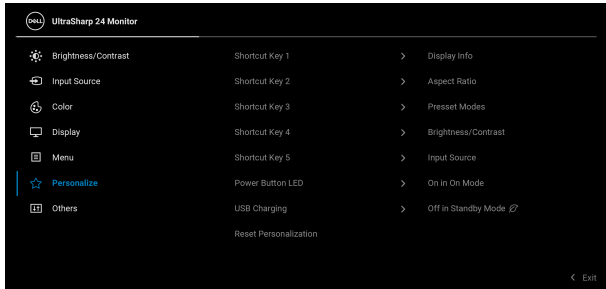 DELL UltraSharp 24 Monitor
Brightness/Contrast Shortcut Key 1 > Display Info
Input Source Shortcut Key 2 > Aspect Ratio
Color Shortcut Key 3 > Presset Modes
Display Shortcut Key 4 > Brightness/Contrast
Menu Shortcut Key 5 > Input Source
Personalize Power Button LED > On in On Mode
Others USB Charging > Off in Standby Mode
Reset Personalization
< Exit